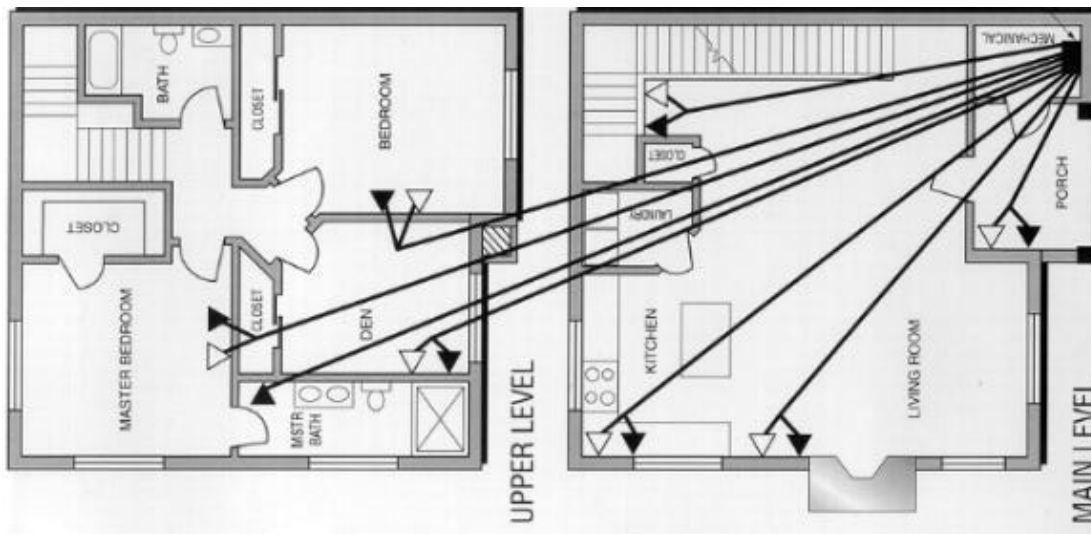 BATH
CLOSET
BEDROOM
CLOSET
MASTER BEDROOM
CLOSET
DEN
MSTR
BATH
UPPER LEVEL
MECHANICAL
CLOSET
LAUNDRY
PORCH
KITCHEN
LIVING ROOM
MAIN LEVEL